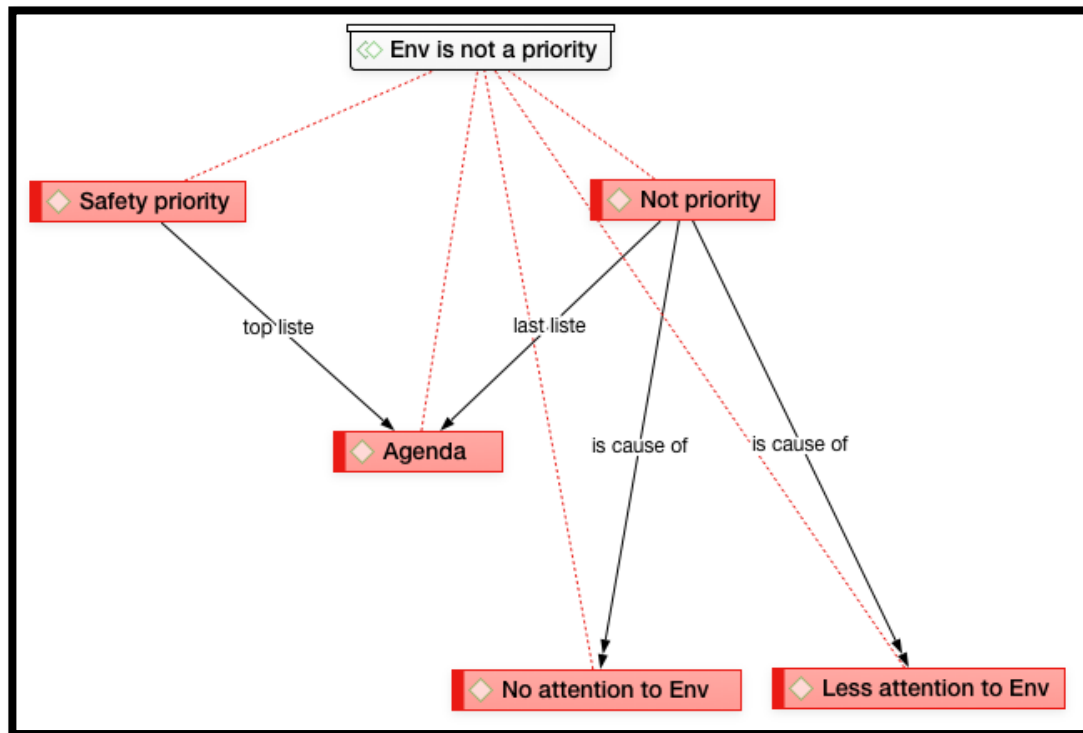 Env is not a priority
Safety priority
Not priority
top liste
last liste
Agenda
is cause of
is cause of
No attention to Env
Less attention to Env